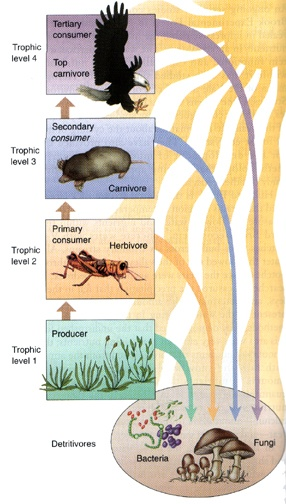 Tertiary
consumer
Trophic
level 4
Top
carnivore
Secondary
consumer
Trophic
level 3
Carnivore
Primary
consumer
Herbivore
Trophic
level 2
Producer
Trophic
level 1
Detritivores
Bacteria
Fungi